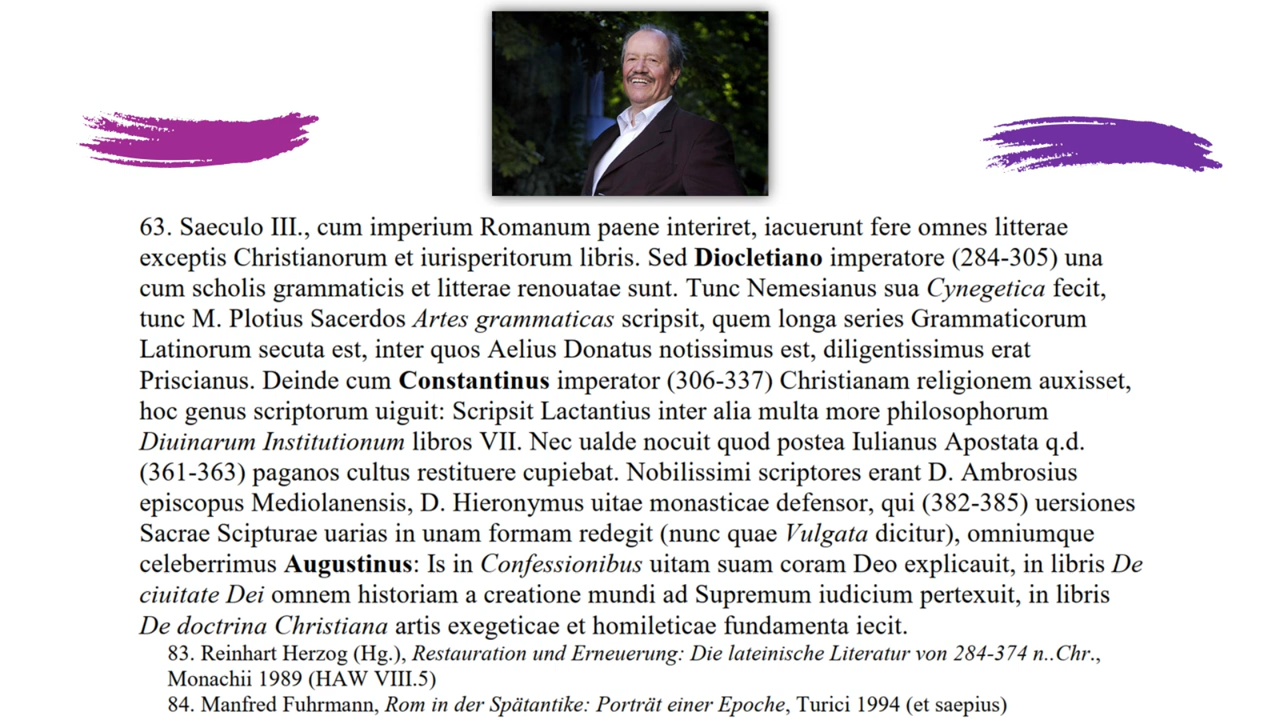 63. Saeculo III., cum imperium Romanum paene interiret, iacuerunt fere omnes litterae
exceptis Christianorum et iurisperitorum libris. Sed Diocletiano imperatore (284-305) una
cum scholis grammaticis et litterae renouatae sunt. Tunc Nemesianus sua Cynegetica fecit,
tunc M. Plotius Sacerdos Artes grammaticas scripsit, quem longa series Grammaticorum
Latinorum secuta est, inter quos Aelius Donatus notissimus est, diligentissimus erat
Priscianus. Deinde cum Constantinus imperator (306-337) Christianam religionem auxisset,
hoc genus scriptorum uiguit: Scripsit Lactantius inter alia multa more philosophorum
Diuinarum Institutionum libros VII. Nec ualde nocuit quod postea Iulianus Apostata q.d.
(361-363) paganos cultus restituere cupiebat. Nobilissimi scriptores erant D. Ambrosius
episcopus Mediolanensis, D. Hieronymus uitae monasticae defensor, qui (382-385) uersiones
Sacrae Scipturae uarias in unam formam redegit (nunc quae Vulgata dicitur), omniumque
celeberrimus Augustinus: Is in Confessionibus uitam suam coram Deo explicauit, in libris De
ciuitate Dei omnem historiam a creatione mundi ad Supremum iudicium pertexuit, in libris
De doctrina Christiana artis exegeticae et homileticae fundamenta iecit.
83. Reinhart Herzog (Hg.), Restauration und Erneuerung: Die lateinische Literatur von 284-374 n..Chr.,
Monachii 1989 (HAW VIII.5)
84. Manfred Fuhrmann, Rom in der Spätantike: Porträt einer Epoche, Turici 1994 (et saepius)